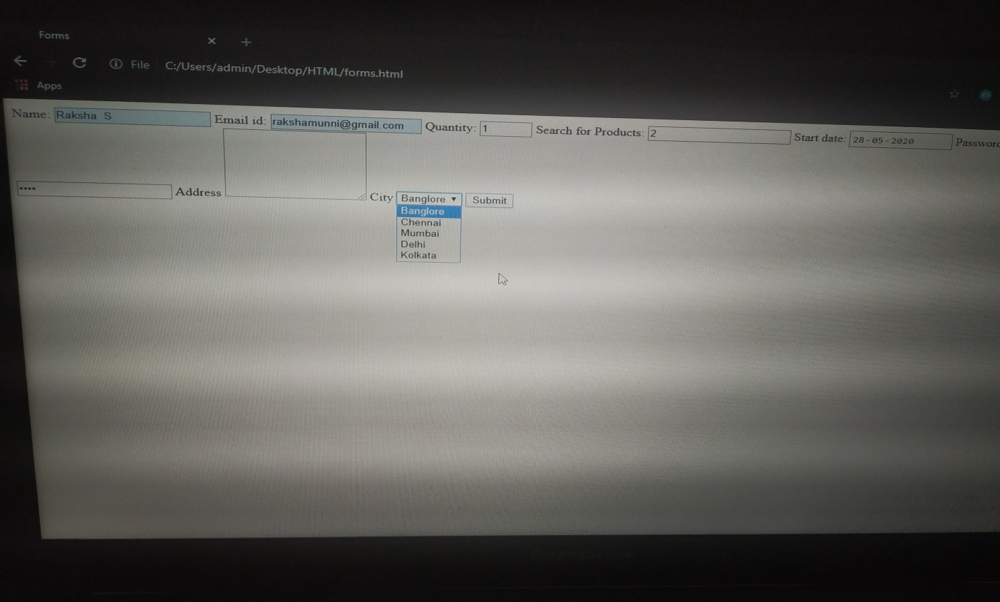 Forms
File C:/Users/admin/Desktop/HTML/forms.html
Apps
Name: Raksha S Email id: rakshamunni@gmail.com Quantity: 1 Search for Products: 2 Start date: 28-05-2020 Password
•••• Address City Banglore Submit
Banglore
Chennai
Mumbai
Delhi
Kolkata